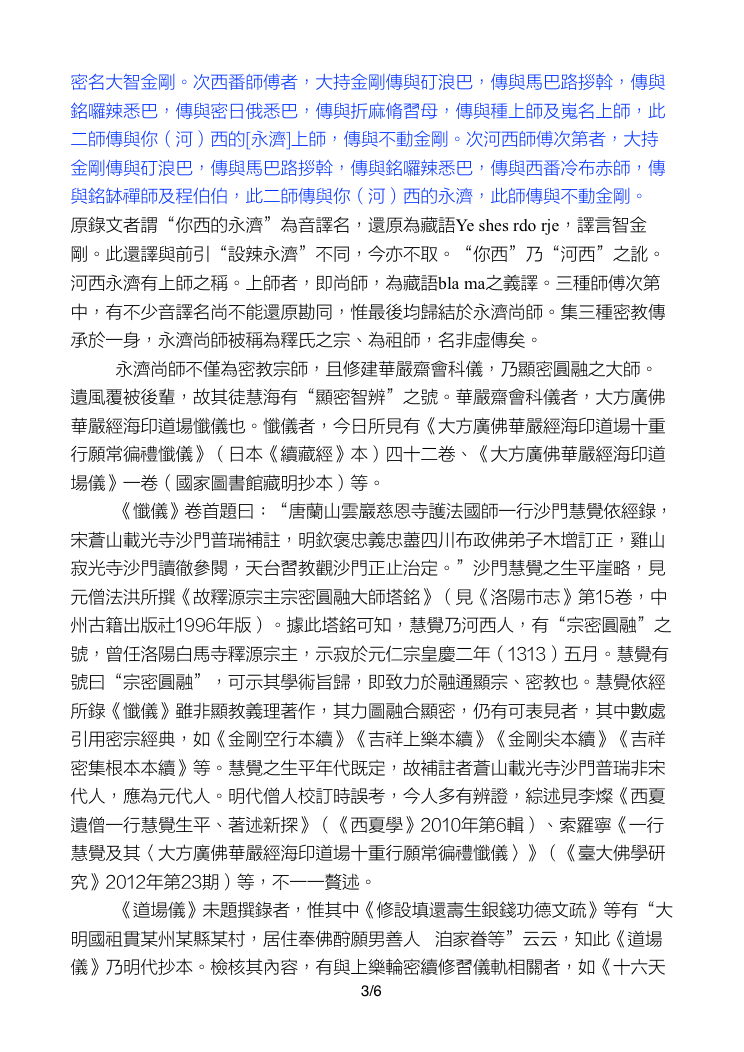 密名大智金剛。次西番師傅者，大持金剛傳與矴浪巴，傳與馬巴路拶斡，傳與
銘囉辣悉巴，傳與密日俄悉巴，傳與折麻脩習母，傳與種上師及嵬名上師，此
二師傳與你（河）西的[永濟]上師，傳與不動金剛。次河西師傅次第者，大持
金剛傳與矴浪巴，傳與馬巴路拶斡，傳與銘囉辣悉巴，傳與西番冷布赤師，傳
與銘缽禪師及程伯伯，此二師傳與你（河）西的永濟，此師傳與不動金剛。
原錄文者謂“你西的永濟”為音譯名，還原為藏語Ye shes rdo rje，譯言智金
剛。此還譯與前引“設辣永濟”不同，今亦不取。“你西”乃“河西”之訛。
河西永濟有上師之稱。上師者，即尚師，為藏語bla ma之義譯。三種師傅次第
中，有不少音譯名尚不能還原勘同，惟最後均歸結於永濟尚師。集三種密教傳
承於一身，永濟尚師被稱為釋氏之宗、為祖師，名非虛傳矣。
永濟尚師不僅為密教宗師，且修建華嚴齋會科儀，乃顯密圓融之大師。
遺風覆被後輩，故其徒慧海有“顯密智辨”之號。華嚴齋會科儀者，大方廣佛
華嚴經海印道場懺儀也。懺儀者，今日所見有《大方廣佛華嚴經海印道場十重
行願常徧禮懺儀》（日本《續藏經》本）四十二卷、《大方廣佛華嚴經海印道
場儀》一卷（國家圖書館藏明抄本）等。
《懺儀》卷首題曰：“唐蘭山雲巖慈恩寺護法國師一行沙門慧覺依經錄，
宋蒼山載光寺沙門普瑞補註，明欽褒忠義忠藎四川布政佛弟子木增訂正，雞山
寂光寺沙門讀徹參閱，天台習教觀沙門正止治定。”沙門慧覺之生平崖略，見
元僧法洪所撰《故釋源宗主宗密圓融大師塔銘》（見《洛陽市志》第15卷，中
州古籍出版社1996年版）。據此塔銘可知，慧覺乃河西人，有“宗密圓融”之
號，曾任洛陽白馬寺釋源宗主，示寂於元仁宗皇慶二年（1313）五月。慧覺有
號曰“宗密圓融”，可示其學術旨歸，即致力於融通顯宗、密教也。慧覺依經
所錄《懺儀》雖非顯教義理著作，其力圖融合顯密，仍有可表見者，其中數處
引用密宗經典，如《金剛空行本續》《吉祥上樂本續》《金剛尖本續》《吉祥
密集根本本續》等。慧覺之生平年代既定，故補註者蒼山載光寺沙門普瑞非宋
代人，應為元代人。明代僧人校訂時誤考，今人多有辨證，綜述見李燦《西夏
遺僧一行慧覺生平、著述新探》（《西夏學》2010年第6輯）、索羅寧《一行
慧覺及其〈大方廣佛華嚴經海印道場十重行願常徧禮懺儀〉》（《臺大佛學研
究》2012年第23期）等，不一一贅述。
《道場儀》未題撰錄者，惟其中《修設填還壽生銀錢功德文疏》等有“大
明國祖貫某州某縣某村，居住奉佛酧願男善人 洎家眷等”云云，知此《道場
儀》乃明代抄本。檢核其內容，有與上樂輪密續修習儀軌相關者，如《十六天
3/6